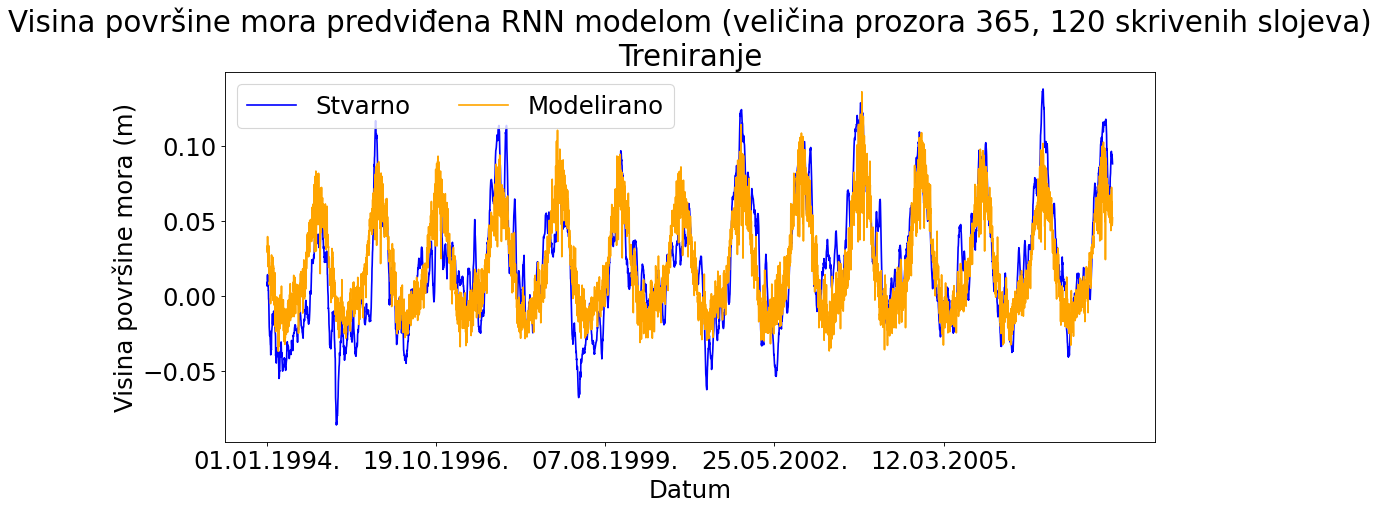 Visina površine mora predviđena RNN modelom (veličina prozora 365, 120 skrivenih slojeva)
Treniranje
Stvarno
Modelirano
Visina površine mora (m)
0.10
0.05
0.00
−0.05
01.01.1994.
19.10.1996.
07.08.1999.
25.05.2002.
12.03.2005.
Datum